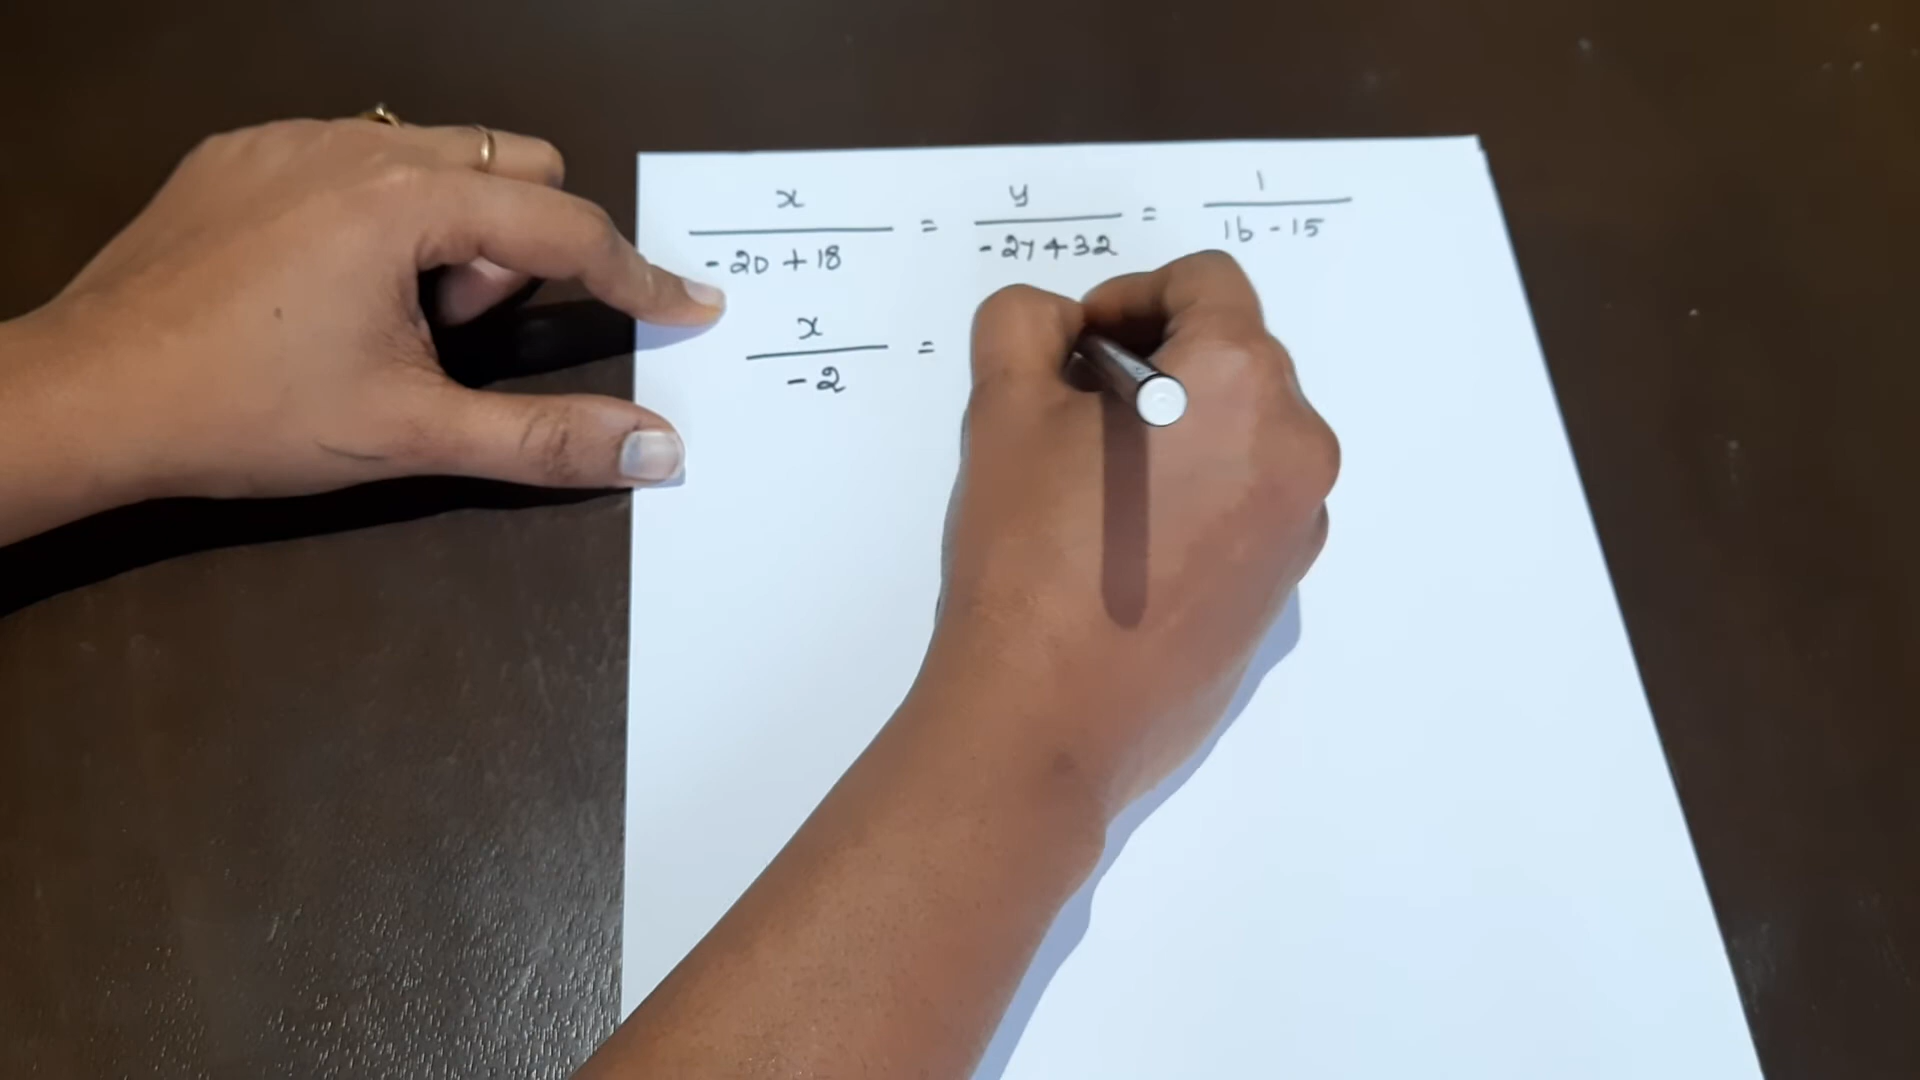 x / -20 + 18 = y / -27 + 32 = 1 / 16 - 15
x / -2 =